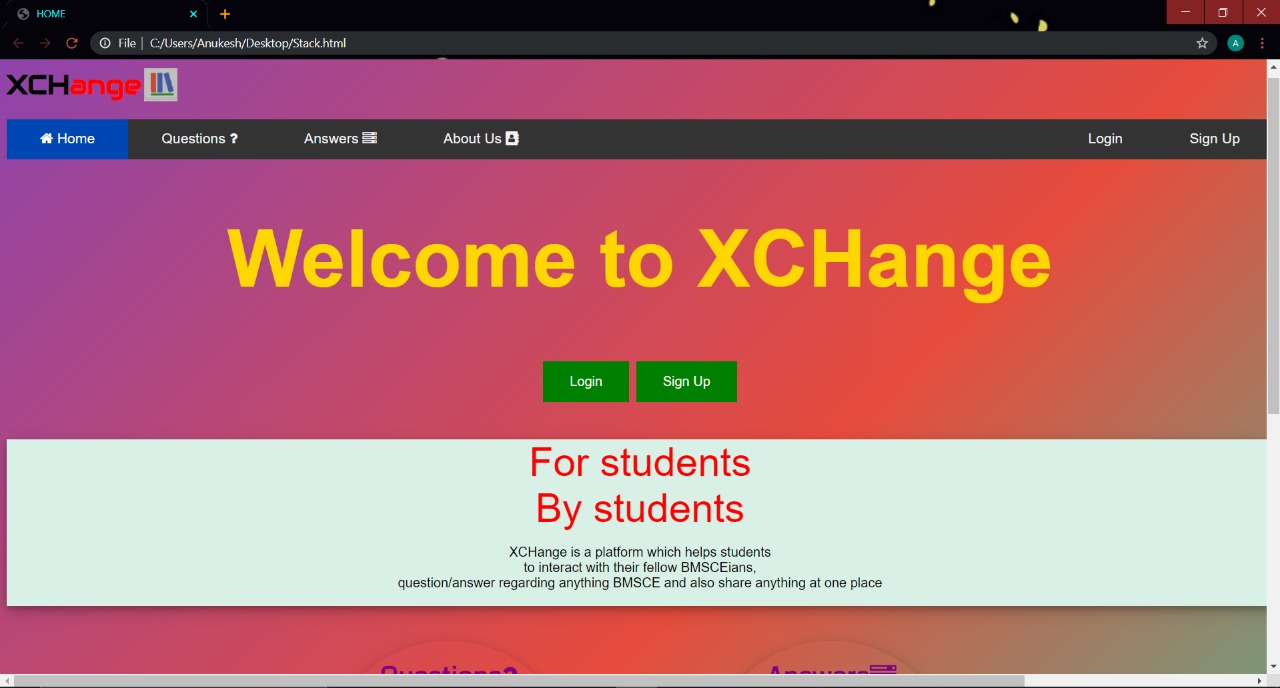 HOME
File | C:/Users/Anukesh/Desktop/Stack.html
A
XCHange
Home Questions ? Answers About Us Login Sign Up
Welcome to XCHange
Login Sign Up
For students
By students
XCHange is a platform which helps students
to interact with their fellow BMSCEians,
question/answer regarding anything BMSCE and also share anything at one place
Questions? Answers